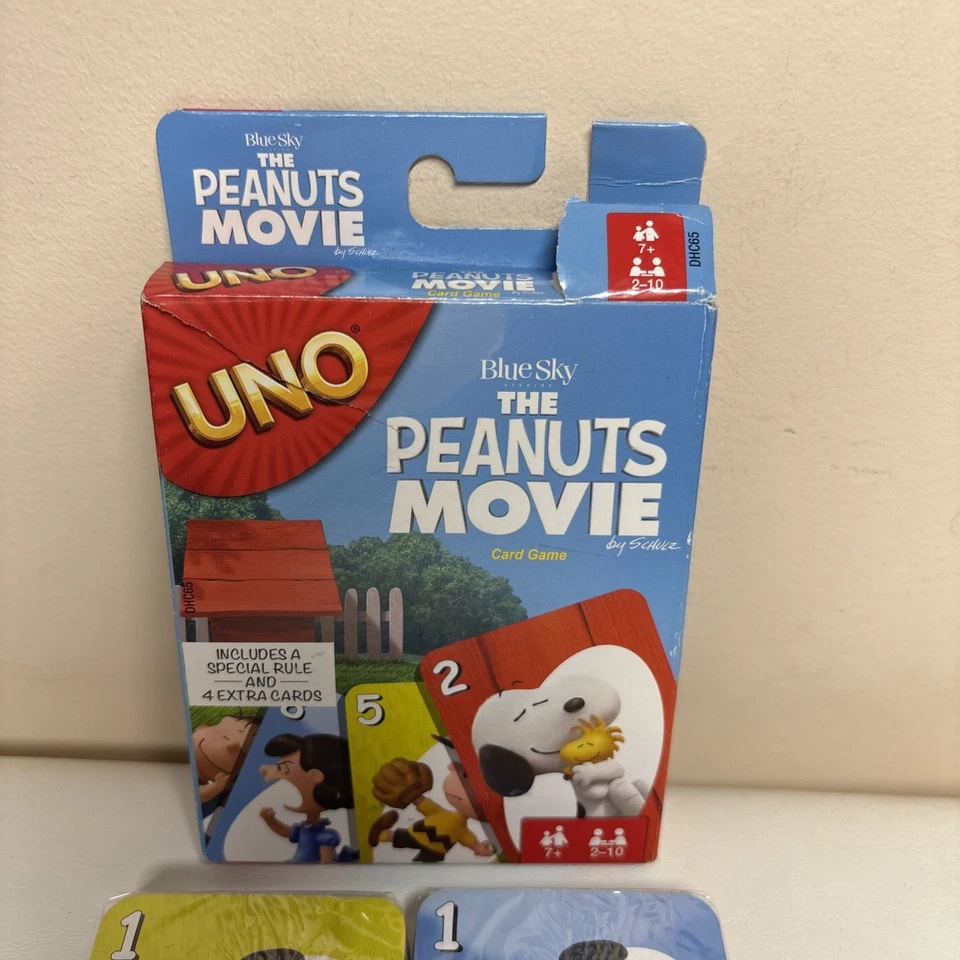 Blue Sky
THE
PEANUTS
MOVIE
by SCHULZ
7+
2–10
DHC65
UNO
PEANUTS
MOVIE
Card Game
UNO®
Blue Sky
STUDIOS
THE
PEANUTS
MOVIE
by SCHULZ
Card Game
DHC65
INCLUDES A
SPECIAL RULE
AND
4 EXTRA CARDS
2
5
6
7+
2–10
1
1